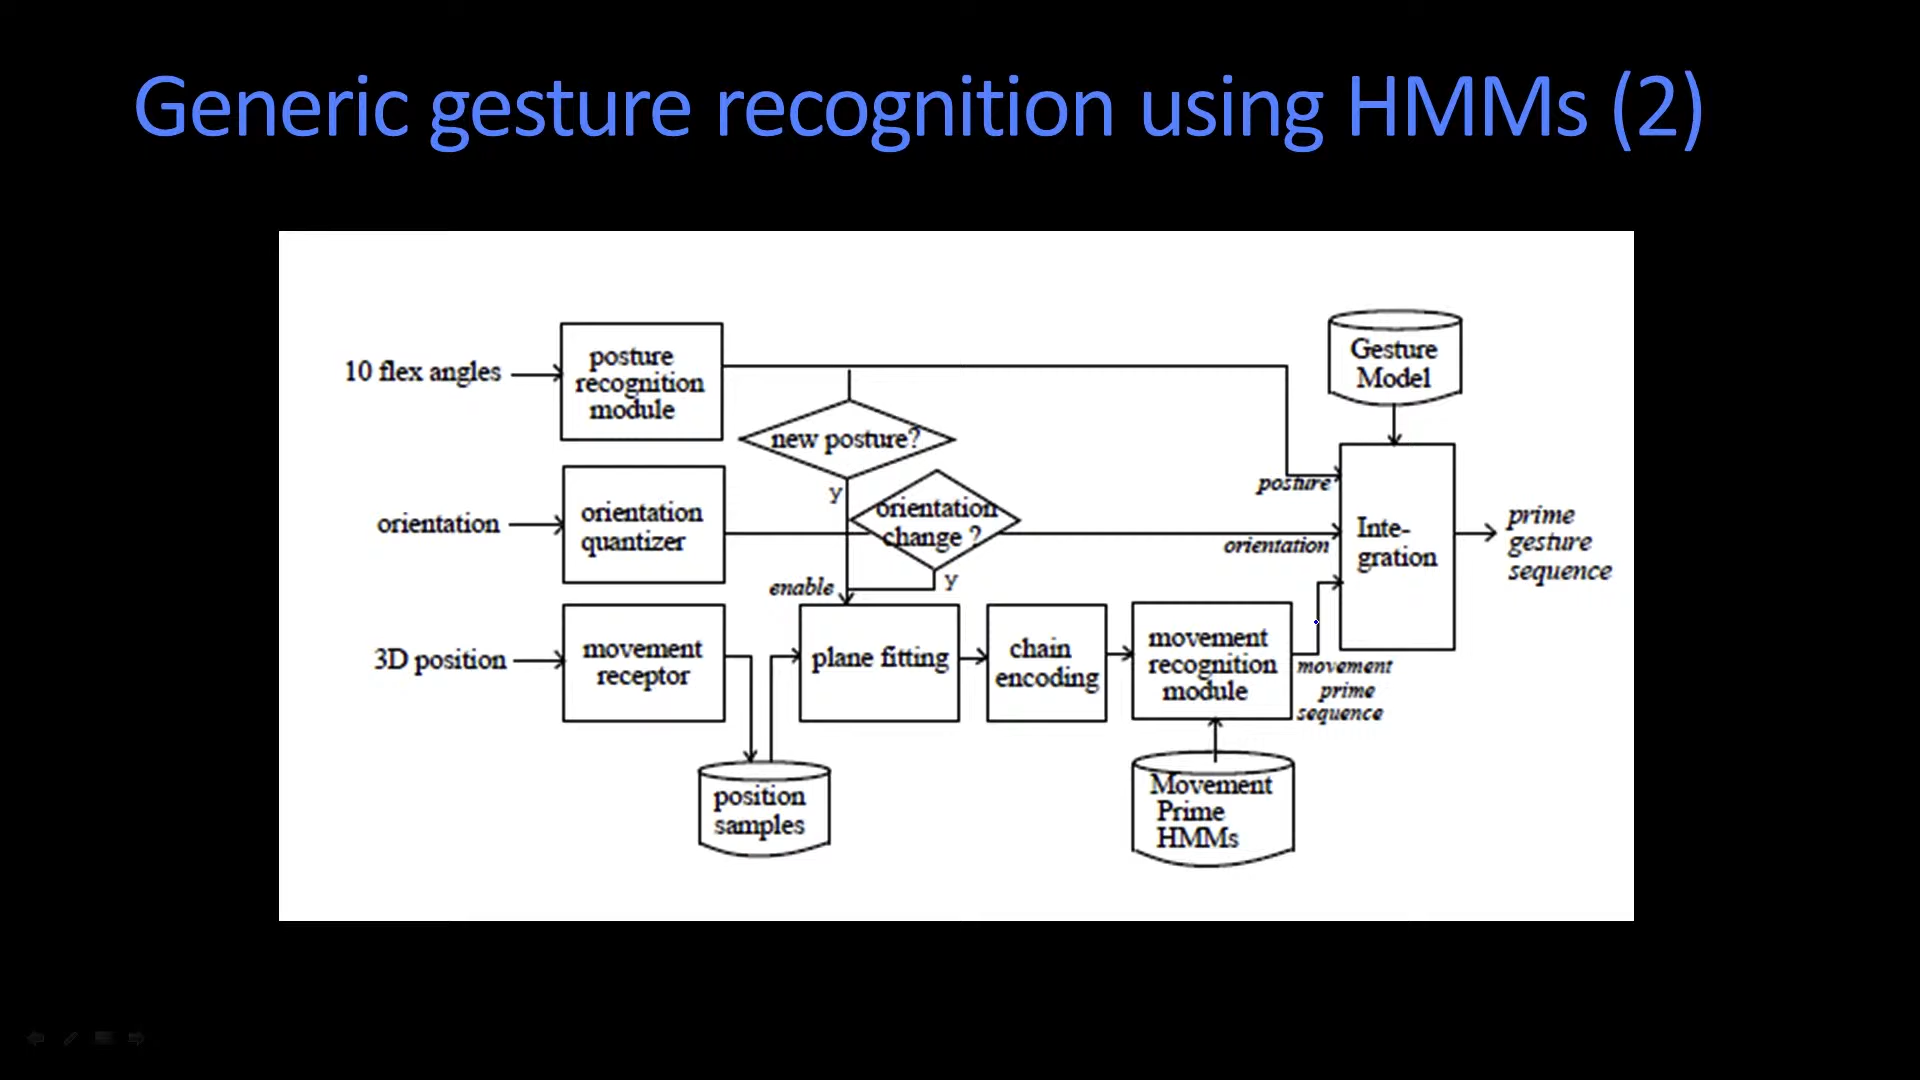 Generic gesture recognition using HMMs (2)
10 flex angles
posture
recognition
module
new posture?
y
Gesture
Model
orientation
orientation
quantizer
orientation
change ?
y
enable
posture
orientation
Inte-
gration
prime
gesture
sequence
3D position
movement
receptor
plane fitting
chain
encoding
movement
recognition
module
movement
prime
sequence
position
samples
Movement
Prime
HMMs